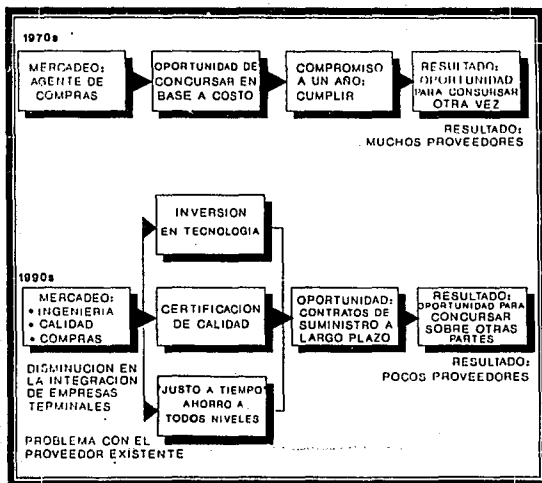 1970s
MERCADEO:
AGENTE DE
COMPRAS
OPORTUNIDAD DE
CONCURSAR EN
BASE A COSTO
COMPROMISO
A UN AÑO:
CUMPLIR
RESULTADO:
OPORTUNIDAD
PARA CONSURSAR
OTRA VEZ
RESULTADO:
MUCHOS PROVEEDORES
INVERSION
EN TECNOLOGIA
1990s
MERCADEO:
• INGENIERIA
• CALIDAD
• COMPRAS
CERTIFICACION
DE CALIDAD
OPORTUNIDAD:
CONTRATOS DE
SUMINISTRO A
LARGO PLAZO
RESULTADO:
OPORTUNIDAD PARA
CONCURSAR
SOBRE OTRAS
PARTES
RESULTADO:
POCOS PROVEEDORES
DISMINUCION EN
LA INTEGRACION
DE EMPRESAS
TERMINALES
"JUSTO A TIEMPO"
AHORRO A
TODOS NIVELES
PROBLEMA CON EL
PROVEEDOR EXISTENTE